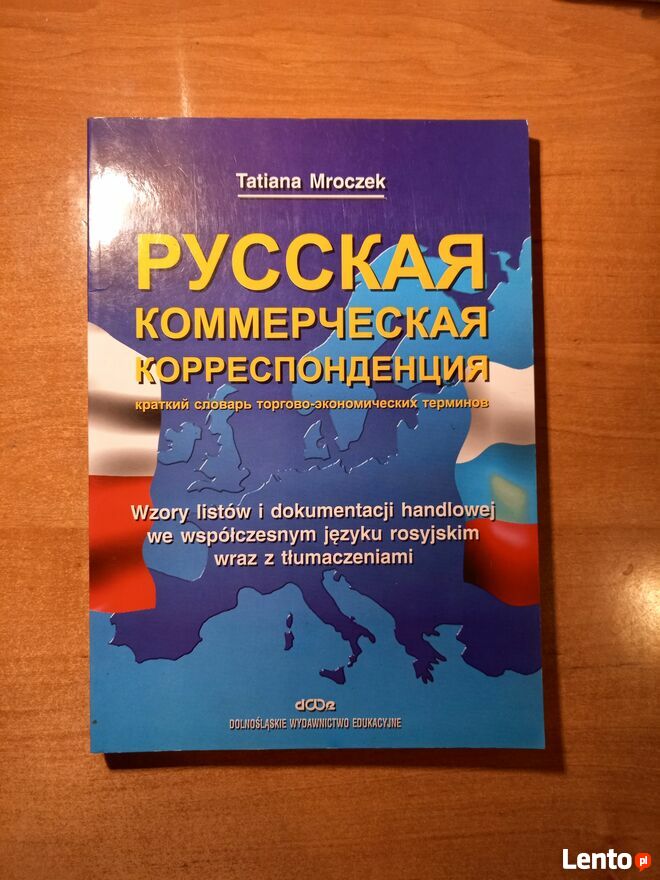 Tatiana Mroczek
РУССКАЯ
КОММЕРЧЕСКАЯ
КОРРЕСПОНДЕНЦИЯ
краткий словарь торгово-экономических терминов
Wzory listów i dokumentacji handlowej
we współczesnym języku rosyjskim
wraz z tłumaczeniami
dwe
DOLNOŚLĄSKIE WYDAWNICTWO EDUKACYJNE
Lento.pl